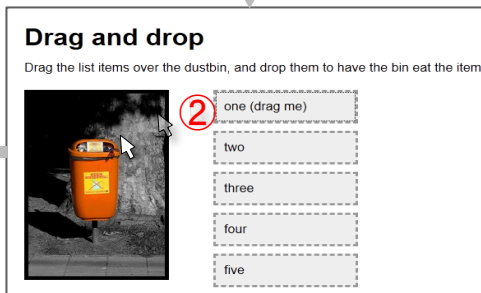 Drag and drop
Drag the list items over the dustbin, and drop them to have the bin eat the item
②
one (drag me)
two
three
four
five